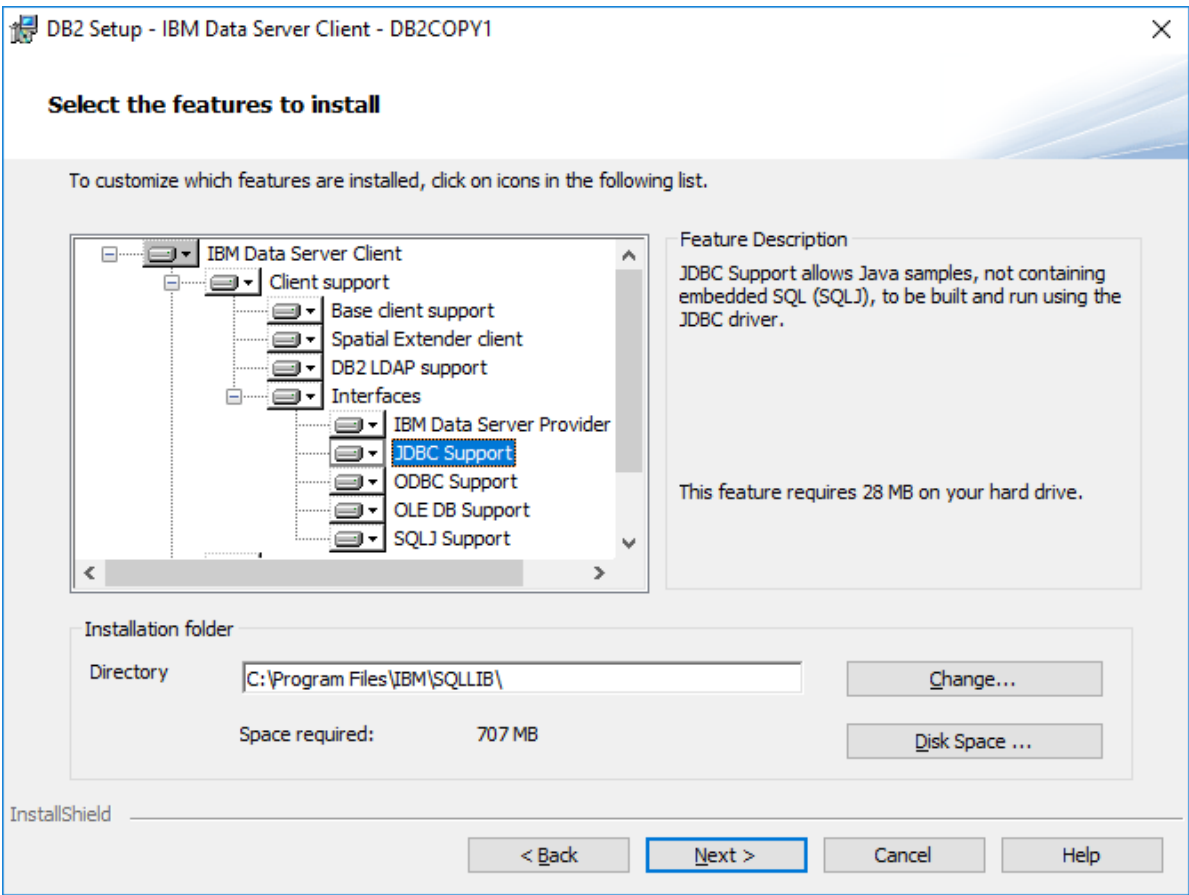 DB2 Setup - IBM Data Server Client - DB2COPY1
Select the features to install
To customize which features are installed, click on icons in the following list.
IBM Data Server Client
Client support
Base client support
Spatial Extender client
DB2 LDAP support
Interfaces
IBM Data Server Provider
JDBC Support
ODBC Support
OLE DB Support
SQLJ Support
Feature Description
JDBC Support allows Java samples, not containing
embedded SQL (SQLJ), to be built and run using the
JDBC driver.
This feature requires 28 MB on your hard drive.
Installation folder
Directory
C:\Program Files\IBM\SQLLIB\
Change...
Space required: 707 MB
Disk Space ...
InstallShield
< Back
Next >
Cancel
Help